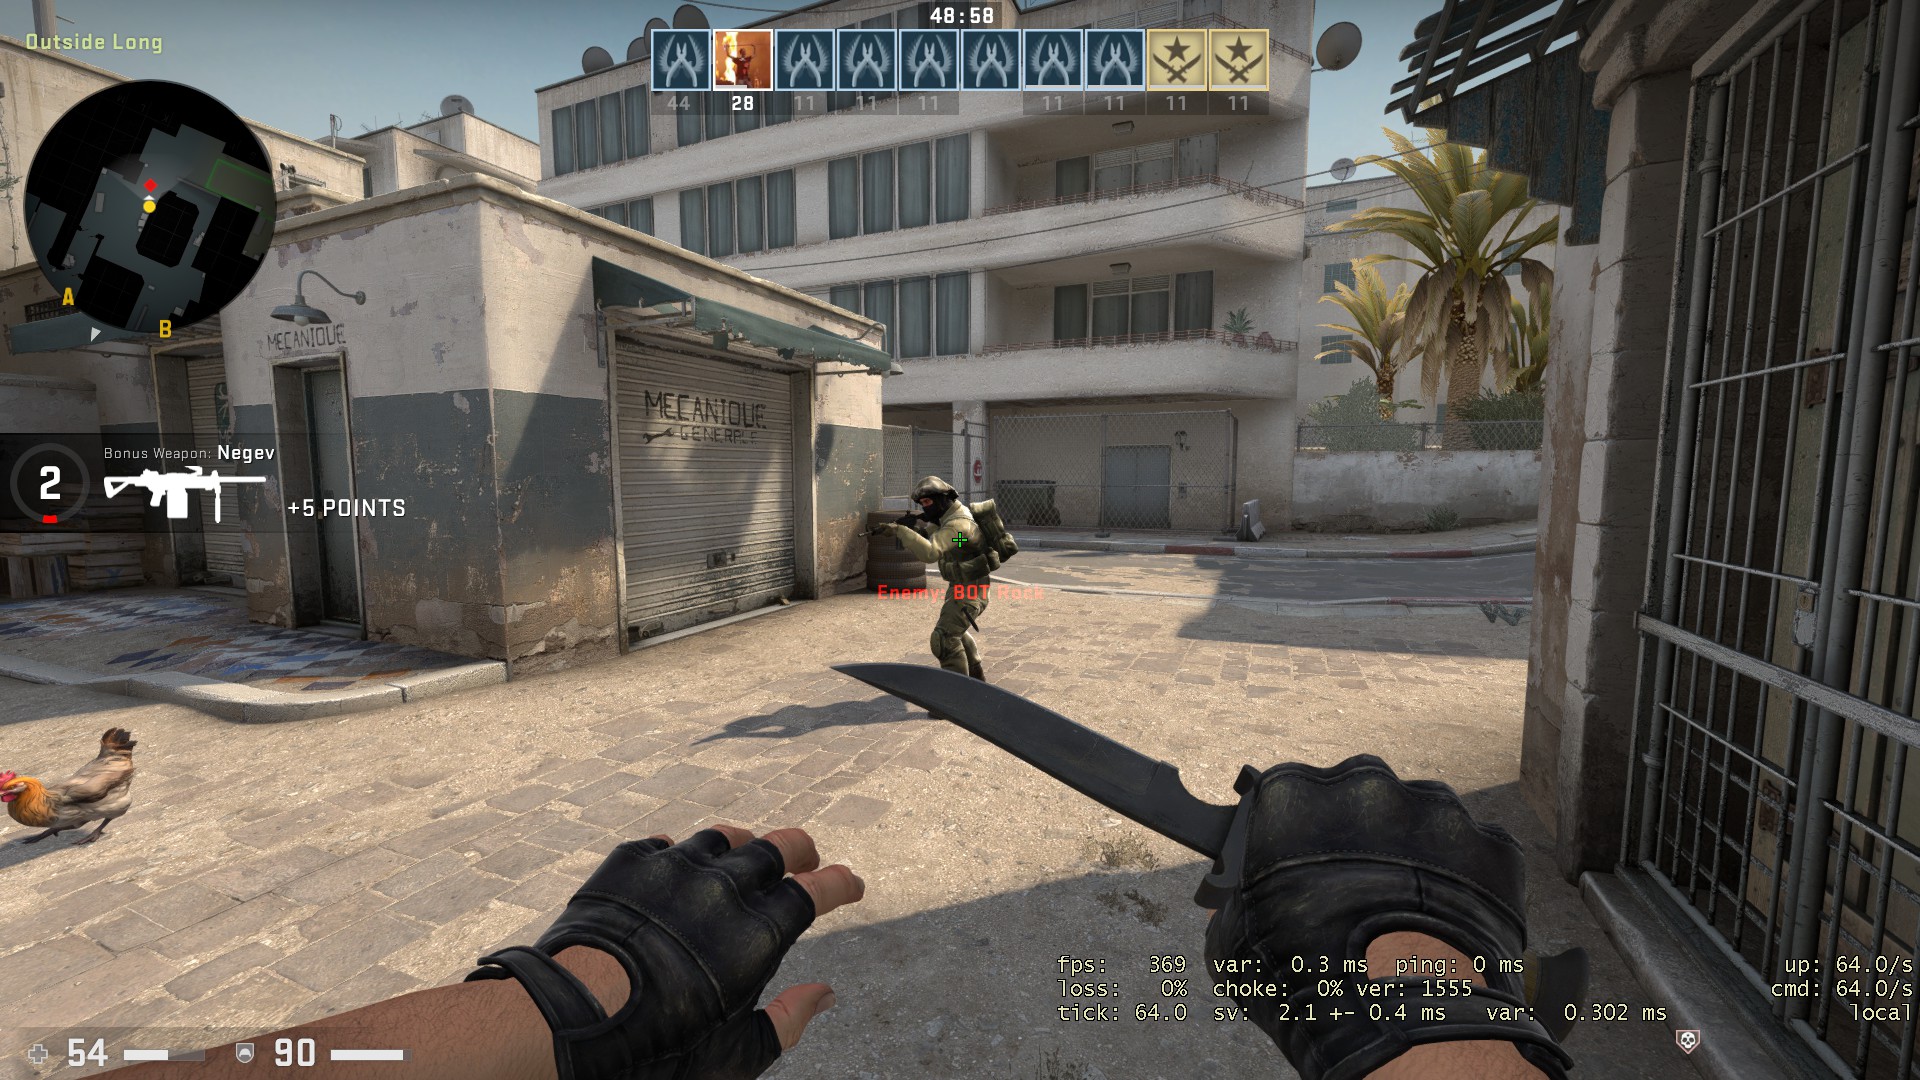 48:58
Outside Long
44 28 11 11 11 11 11 11 11
A
B
MECANIQUE
MECANIQUE
GENERALE
2
Bonus Weapon: Negev
+5 POINTS
Enemy: BOT Rock
fps: 369 var: 0.3 ms ping: 0 ms
loss: 0% choke: 0% ver: 1555
tick: 64.0 sv: 2.1 +- 0.4 ms var: 0.302 ms
up: 64.0/s
cmd: 64.0/s
local
54
90